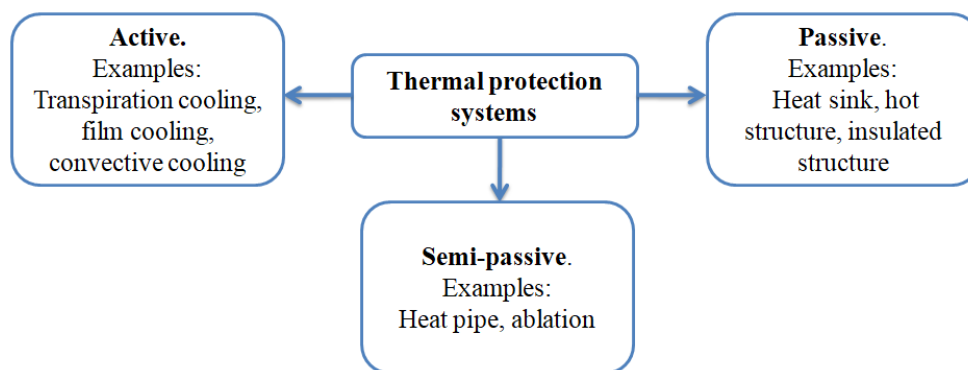 Thermal protection
systems
Active.
Examples:
Transpiration cooling,
film cooling,
convective cooling
Passive.
Examples:
Heat sink, hot
structure, insulated
structure
Semi-passive.
Examples:
Heat pipe, ablation